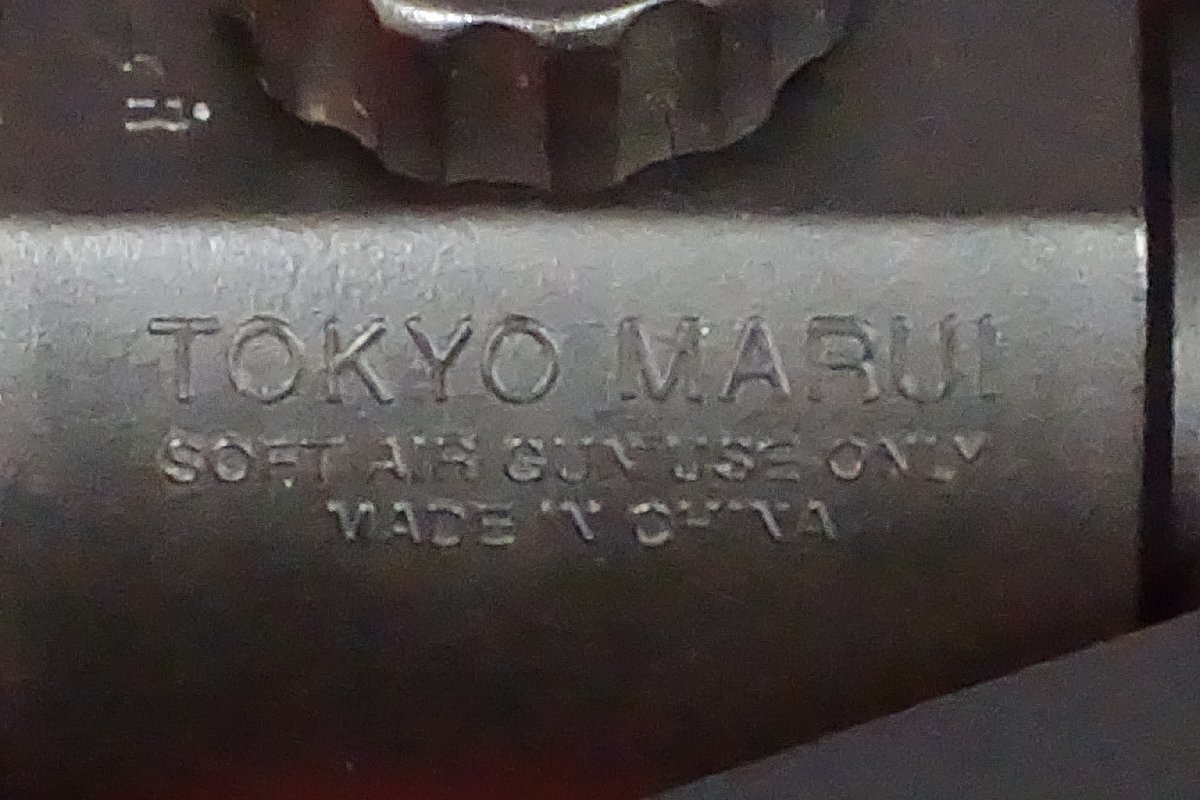 TOKYO MARUI
SOFT AIR GUN USE ONLY
MADE IN CHINA